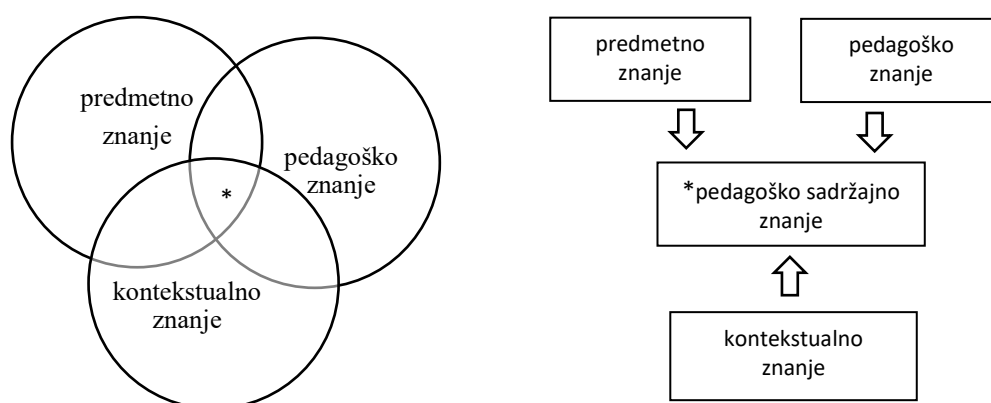 predmetno
znanje
pedagoško
znanje
*
kontekstualno
znanje
predmetno
znanje
pedagoško
znanje
*pedagoško sadržajno
znanje
kontekstualno
znanje